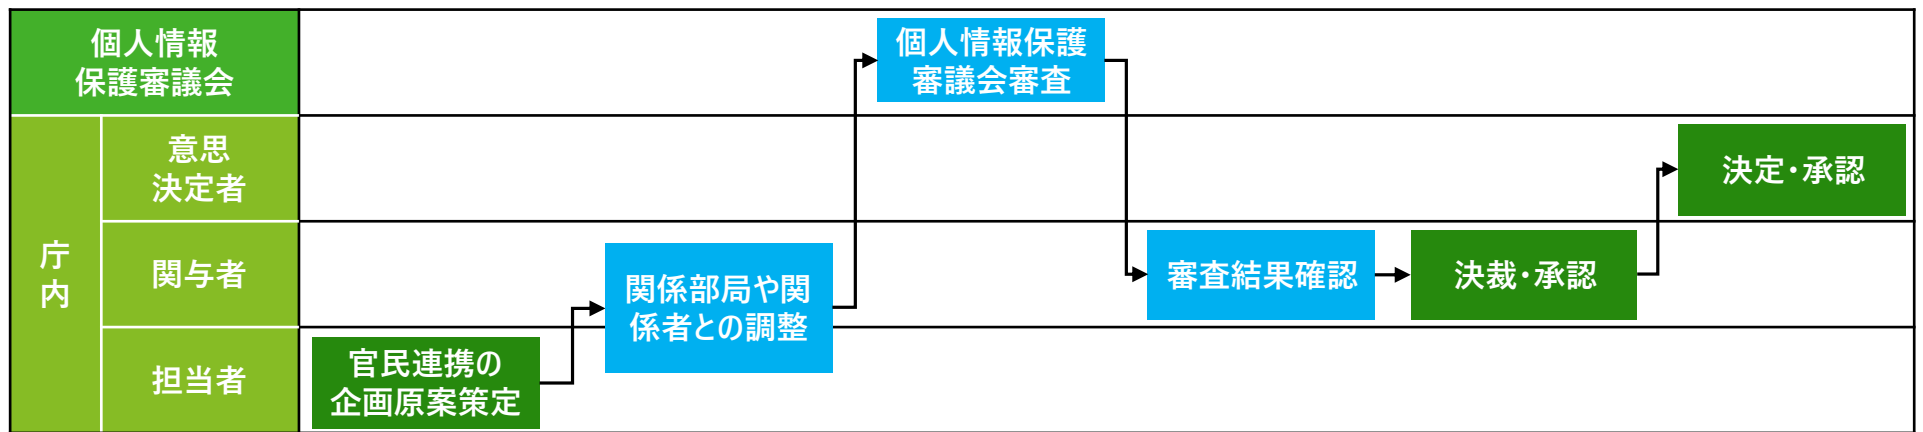 個人情報
保護審議会
個人情報保護
審議会審査
庁
内
意思
決定者
決定・承認
関与者
関係部局や関
係者との調整
審査結果確認
決裁・承認
担当者
官民連携の
企画原案策定